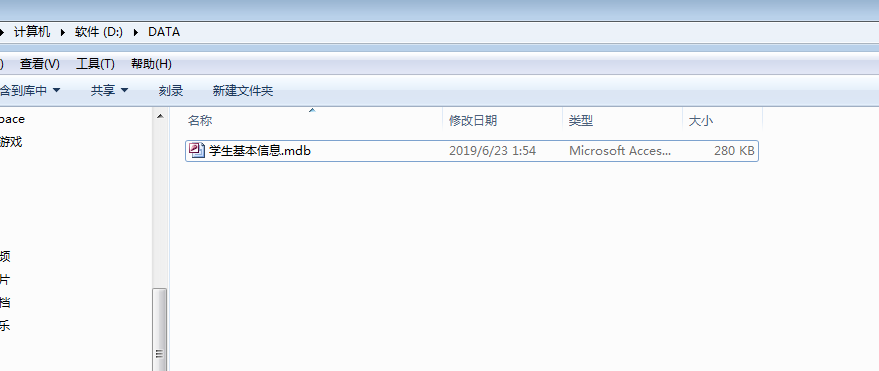 计算机 软件 (D:) DATA
) 查看(V) 工具(T) 帮助(H)
含到库中 共享 刻录 新建文件夹
pace
游戏
频
片
档
乐
名称 修改日期 类型 大小
学生基本信息.mdb 2019/6/23 1:54 Microsoft Acces... 280 KB